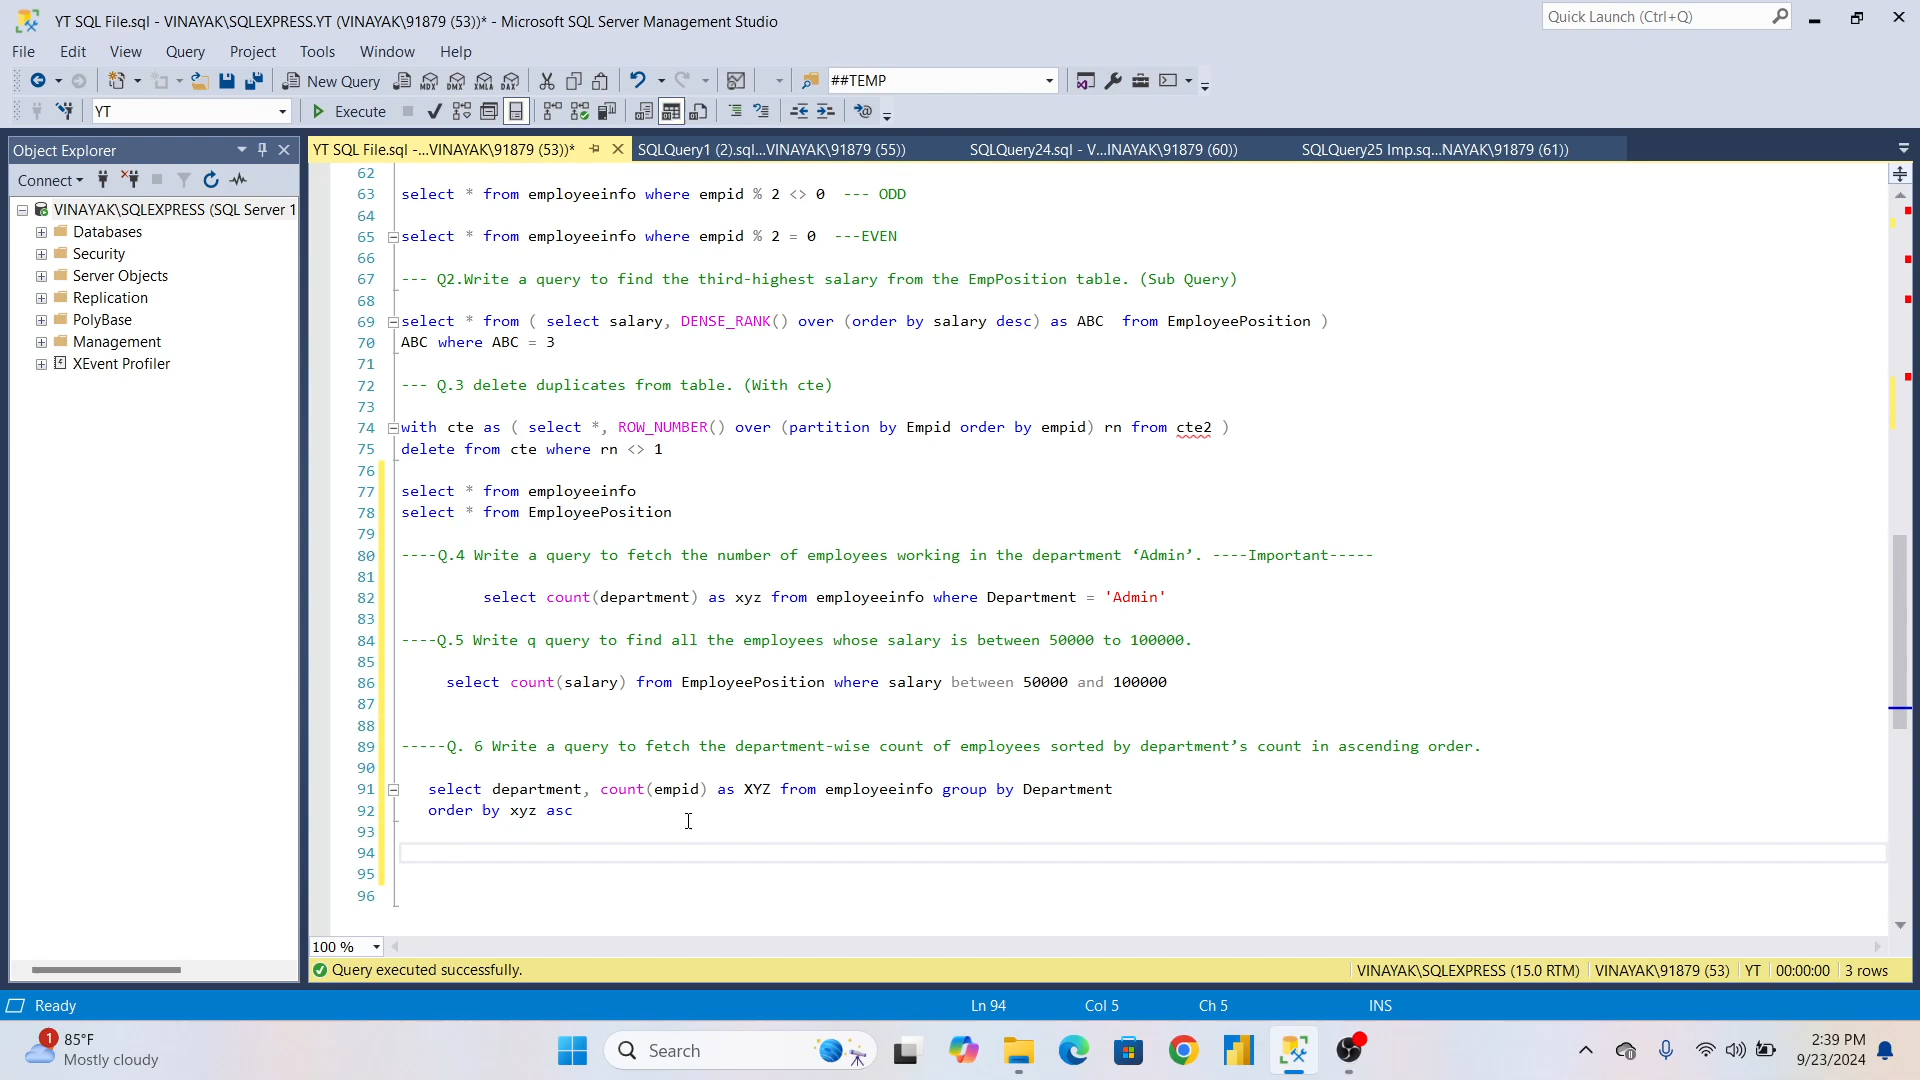 YT SQL File.sql - VINAYAK\SQLEXPRESS.YT (VINAYAK\91879 (53))* - Microsoft SQL Server Management Studio
Quick Launch (Ctrl+Q)
File Edit View Query Project Tools Window Help
New Query MDX DMX XMLA DAX ##TEMP
YT Execute
Object Explorer
YT SQL File.sql -...VINAYAK\91879 (53))* SQLQuery1 (2).sql...VINAYAK\91879 (55)) SQLQuery24.sql - V...INAYAK\91879 (60)) SQLQuery25 Imp.sq...NAYAK\91879 (61))
Connect
VINAYAK\SQLEXPRESS (SQL Server 1
Databases
Security
Server Objects
Replication
PolyBase
Management
XEvent Profiler
62
63 select * from employeeinfo where empid % 2 <> 0 --- ODD
64
65 select * from employeeinfo where empid % 2 = 0 ---EVEN
66
67 --- Q2.Write a query to find the third-highest salary from the EmpPosition table. (Sub Query)
68
69 select * from ( select salary, DENSE_RANK() over (order by salary desc) as ABC from EmployeePosition )
70 ABC where ABC = 3
71
72 --- Q.3 delete duplicates from table. (With cte)
73
74 with cte as ( select *, ROW_NUMBER() over (partition by Empid order by empid) rn from cte2 )
75 delete from cte where rn <> 1
76
77 select * from employeeinfo
78 select * from EmployeePosition
79
80 ----Q.4 Write a query to fetch the number of employees working in the department ‘Admin’. ----Important-----
81
82 select count(department) as xyz from employeeinfo where Department = 'Admin'
83
84 ----Q.5 Write q query to find all the employees whose salary is between 50000 to 100000.
85
86 select count(salary) from EmployeePosition where salary between 50000 and 100000
87
88
89 -----Q. 6 Write a query to fetch the department-wise count of employees sorted by department’s count in ascending order.
90
91 select department, count(empid) as XYZ from employeeinfo group by Department
92 order by xyz asc
93
94
95
96
100 %
Query executed successfully. VINAYAK\SQLEXPRESS (15.0 RTM) VINAYAK\91879 (53) YT 00:00:00 3 rows
Ready Ln 94 Col 5 Ch 5 INS
1 85°F
Mostly cloudy
Search
2:39 PM
9/23/2024